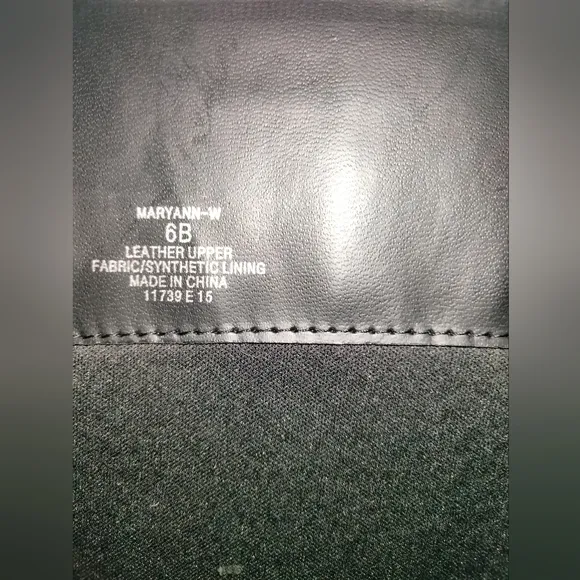 MARYANN-W
6B
LEATHER UPPER
FABRIC/SYNTHETIC LINING
MADE IN CHINA
11739 E 15